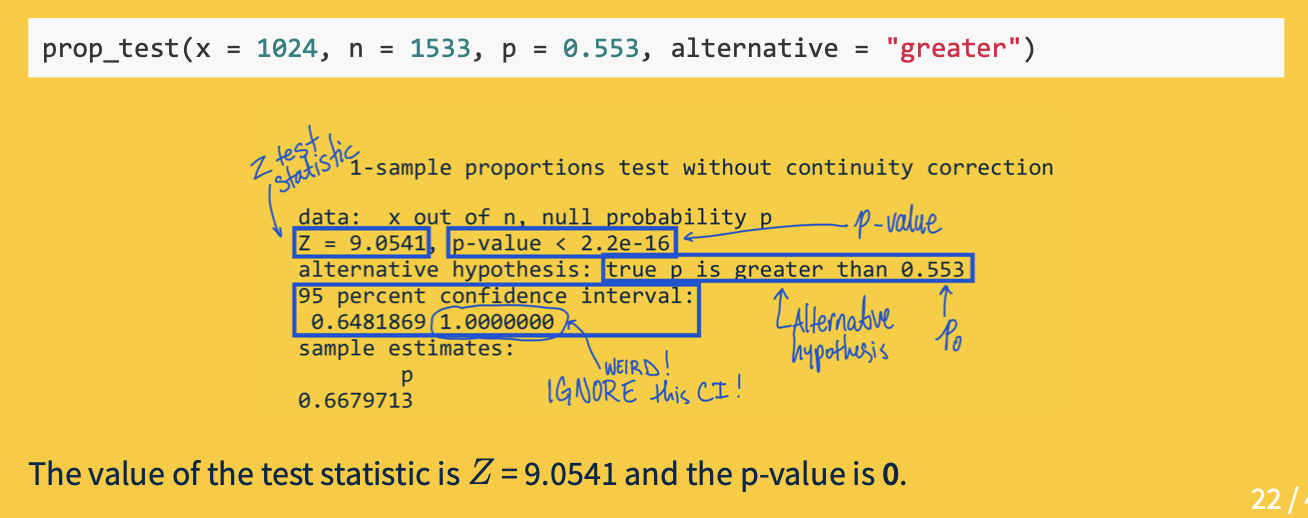 prop_test(x = 1024, n = 1533, p = 0.553, alternative = "greater")
Z test
statistic
1-sample proportions test without continuity correction
data:  x out of n, null probability p
Z = 9.0541, p-value < 2.2e-16
p-value
alternative hypothesis: true p is greater than 0.553
95 percent confidence interval:
0.6481869 1.0000000
Alternative
hypothesis
p0
sample estimates:
WEIRD!
IGNORE this CI!
p
0.6679713
The value of the test statistic is Z = 9.0541 and the p-value is 0.
22 /